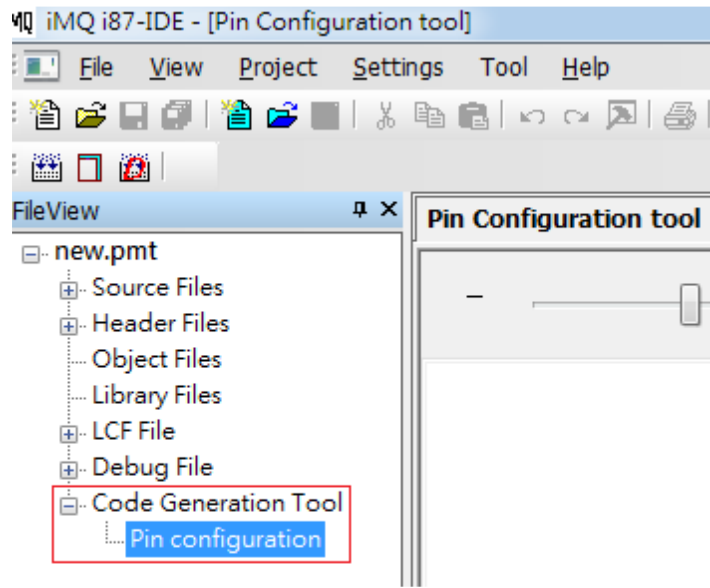 MQ iMQ i87-IDE - [Pin Configuration tool]
File View Project Settings Tool Help
FileView
Pin Configuration tool
new.pmt
Source Files
Header Files
Object Files
Library Files
LCF File
Debug File
Code Generation Tool
Pin configuration